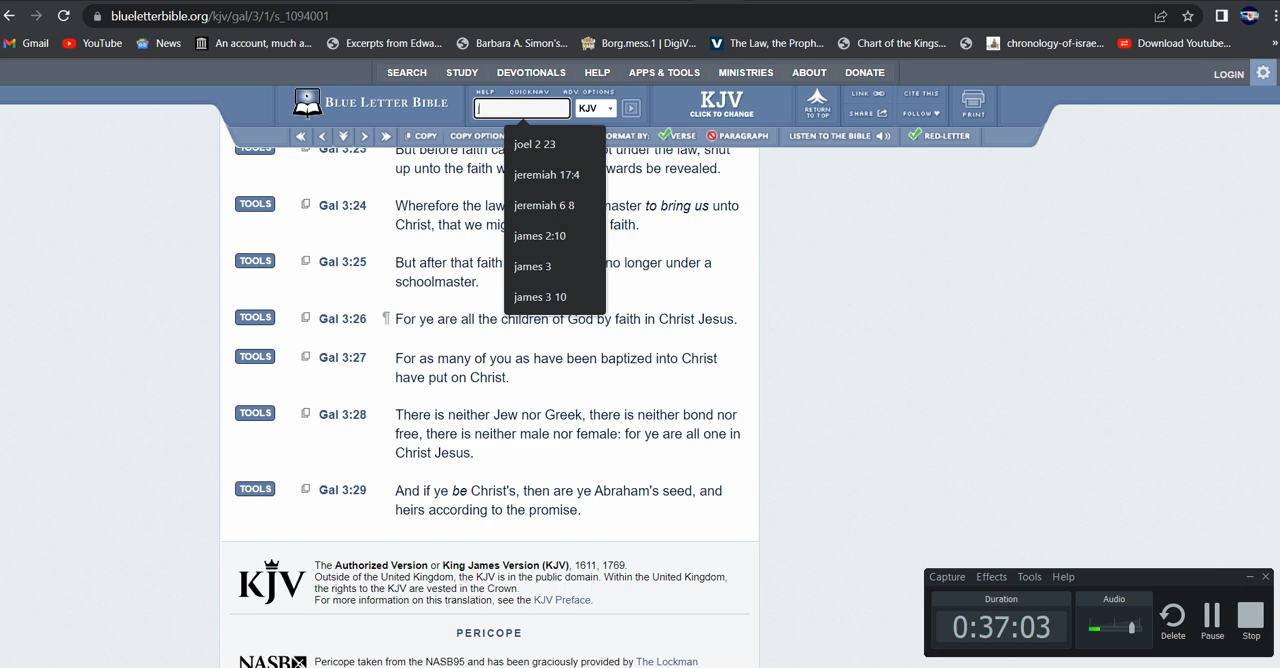 blueletterbible.org/kjv/gal/3/1/s_1094001
Gmail YouTube News An account, much a... Excerpts from Edwa... Barbara A. Simon's... Borg.mess.1 | DigiV... The Law, the Proph... Chart of the Kings... chronology-of-israe... Download Youtube... »
SEARCH STUDY DEVOTIONALS HELP APPS & TOOLS MINISTRIES ABOUT DONATE LOGIN
HELP QUICKNAV ADV. OPTIONS
BLUE LETTER BIBLE j KJV
KJV
CLICK TO CHANGE
RETURN TO TOP
LINK CITE THIS
SHARE FOLLOW PRINT
COPY COPY OPTION ORMAT BY: VERSE PARAGRAPH LISTEN TO THE BIBLE RED-LETTER
joel 2 23
jeremiah 17:4
jeremiah 6 8
james 2:10
james 3
james 3 10
TOOLS Gal 3:23 But before faith ca ot under the law, shut
up unto the faith w wards be revealed.
TOOLS Gal 3:24 Wherefore the law master to bring us unto
Christ, that we mig faith.
TOOLS Gal 3:25 But after that faith no longer under a
schoolmaster.
TOOLS Gal 3:26 ¶ For ye are all the children of God by faith in Christ Jesus.
TOOLS Gal 3:27 For as many of you as have been baptized into Christ
have put on Christ.
TOOLS Gal 3:28 There is neither Jew nor Greek, there is neither bond nor
free, there is neither male nor female: for ye are all one in
Christ Jesus.
TOOLS Gal 3:29 And if ye be Christ's, then are ye Abraham's seed, and
heirs according to the promise.
KJV
The Authorized Version or King James Version (KJV), 1611, 1769.
Outside of the United Kingdom, the KJV is in the public domain. Within the United Kingdom,
the rights to the KJV are vested in the Crown.
For more information on this translation, see the KJV Preface.
PERICOPE
NASB Pericope taken from the NASB95 and has been graciously provided by The Lockman
Capture Effects Tools Help
Duration Audio
0:37:03
Delete Pause Stop